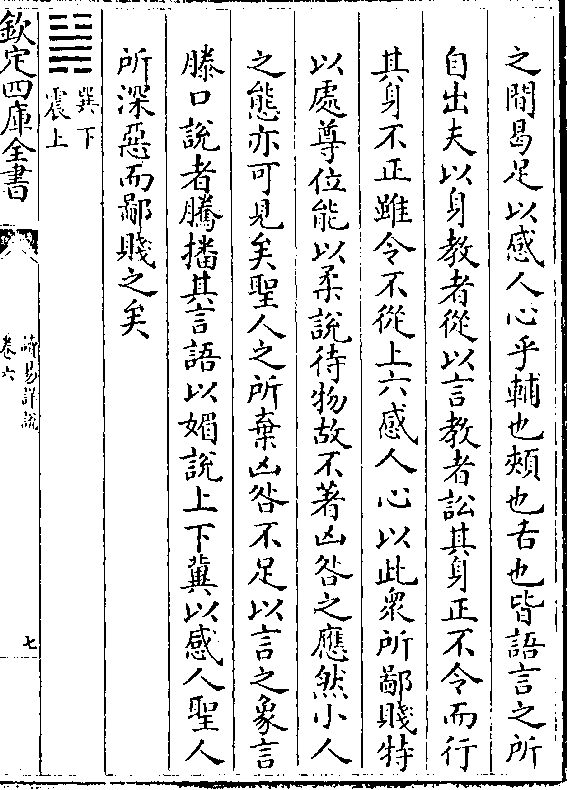 之間曷足以感人心乎輔也頰也舌也皆語言之所
自出夫以身教者從以言教者訟其身正不令而行
其身不正雖令不從上六感人心以此衆所鄙賤特
以處尊位能以柔說待物故不著凶咎之應然小人
之態亦可見矣聖人之所棄凶咎不足以言之象言
滕口說者騰播其言語以媚說上下冀以感人聖人
所深惡而鄙賤之矣
巽下
震上
欽定四庫全書
讀易詳說
卷六
七